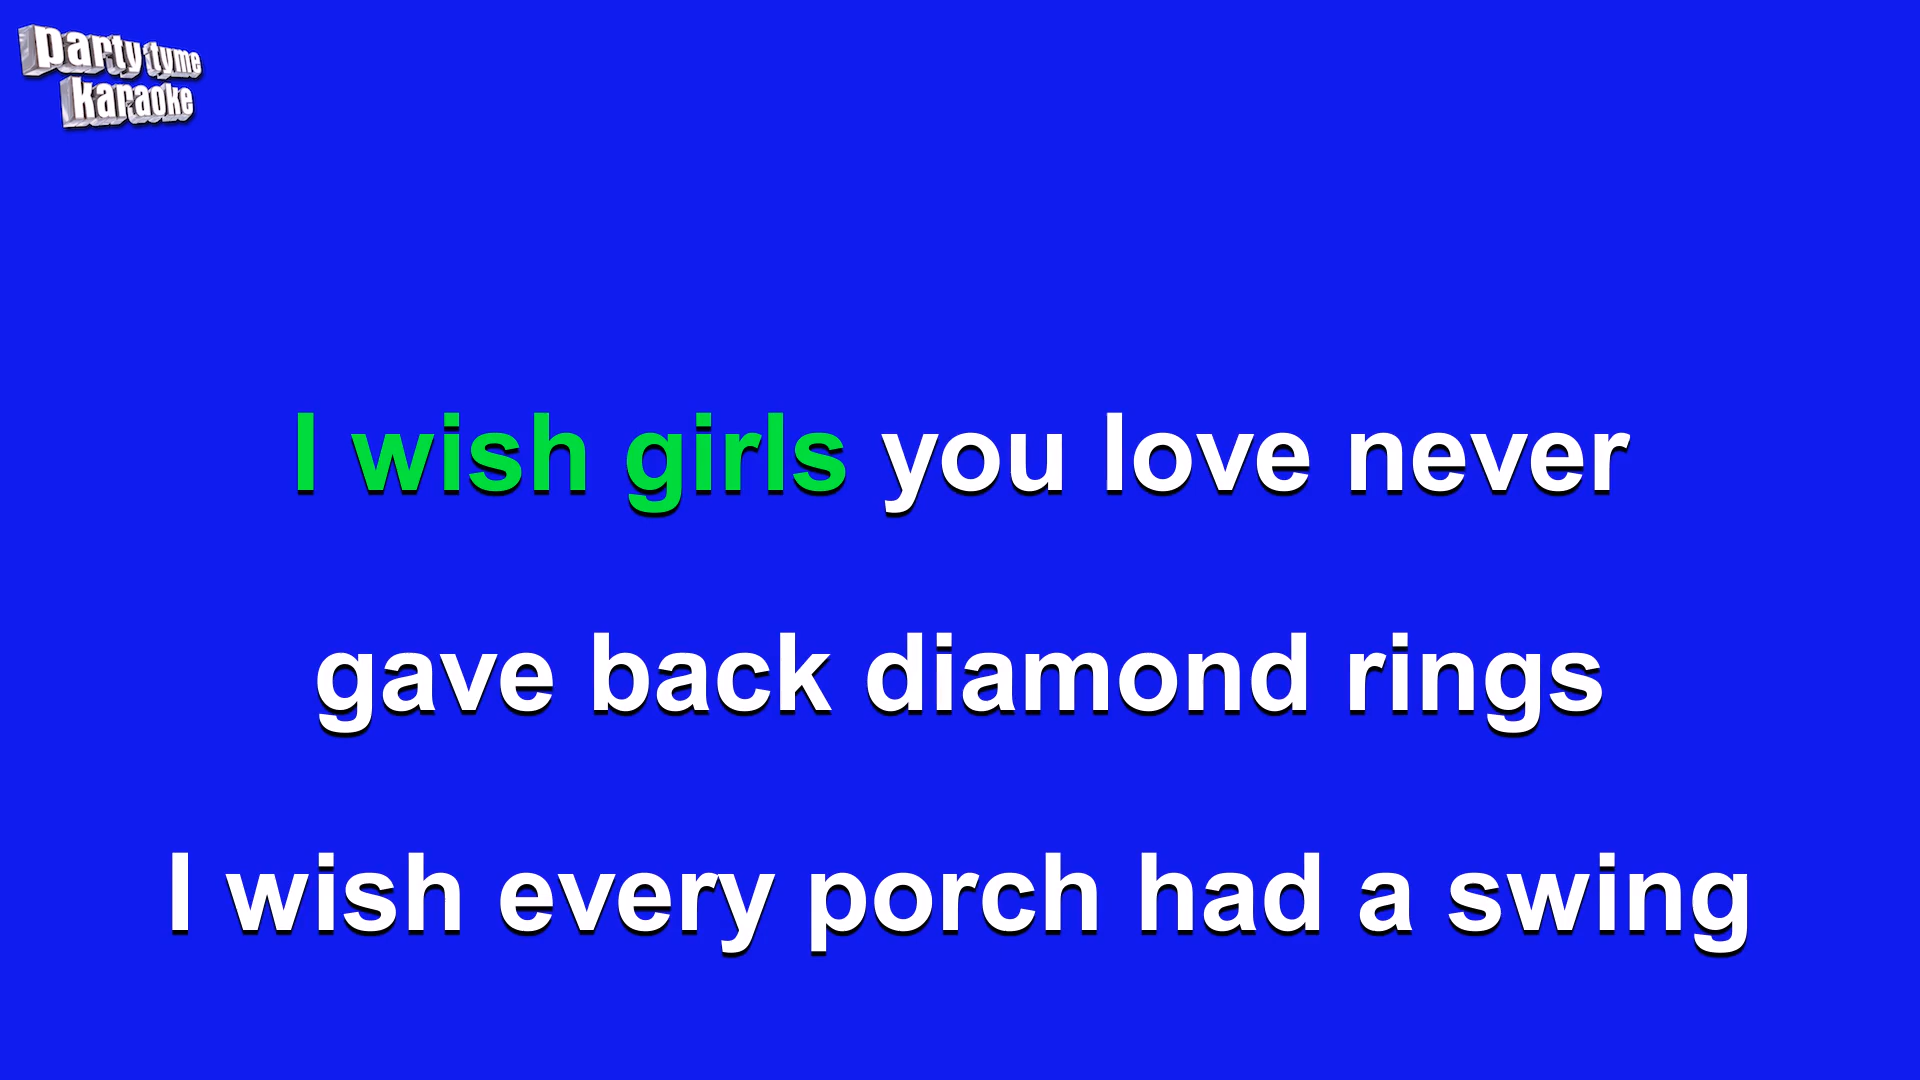 party tyme
karaoke
I wish girls you love never
gave back diamond rings
I wish every porch had a swing